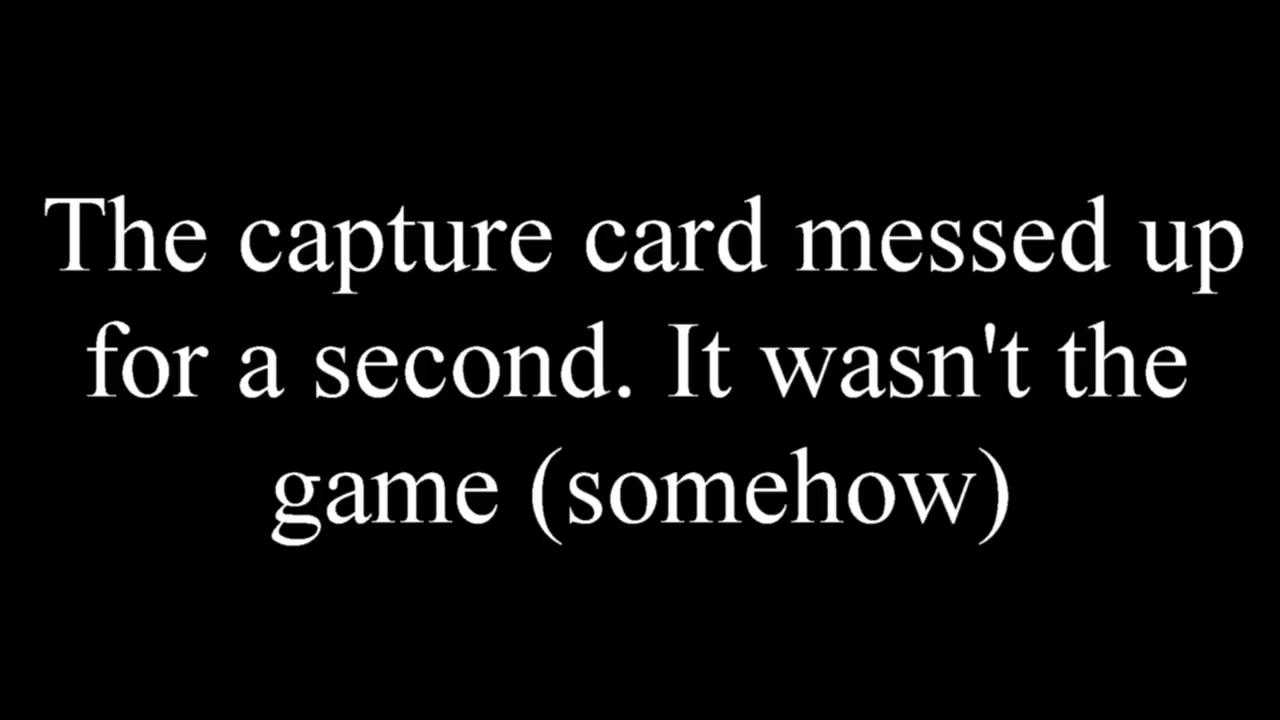 The capture card messed up
for a second. It wasn't the
game (somehow)